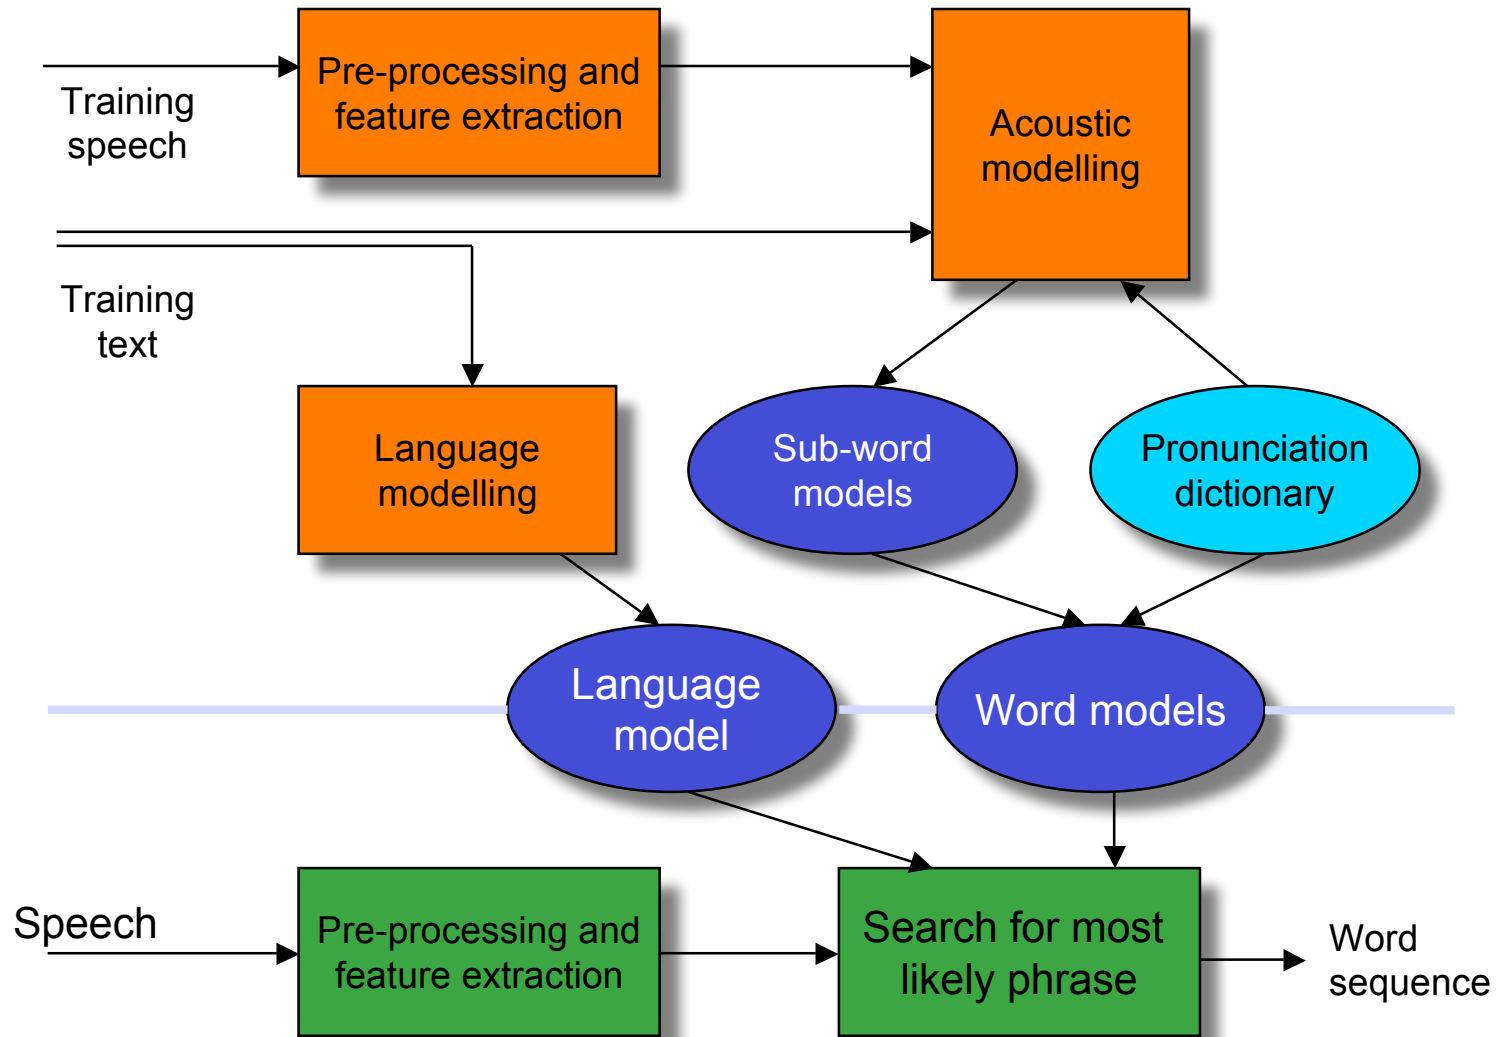 Training
speech
Pre-processing and
feature extraction
Acoustic
modelling
Training
text
Language
modelling
Sub-word
models
Pronunciation
dictionary
Language
model
Word models
Speech
Pre-processing and
feature extraction
Search for most
likely phrase
Word
sequence